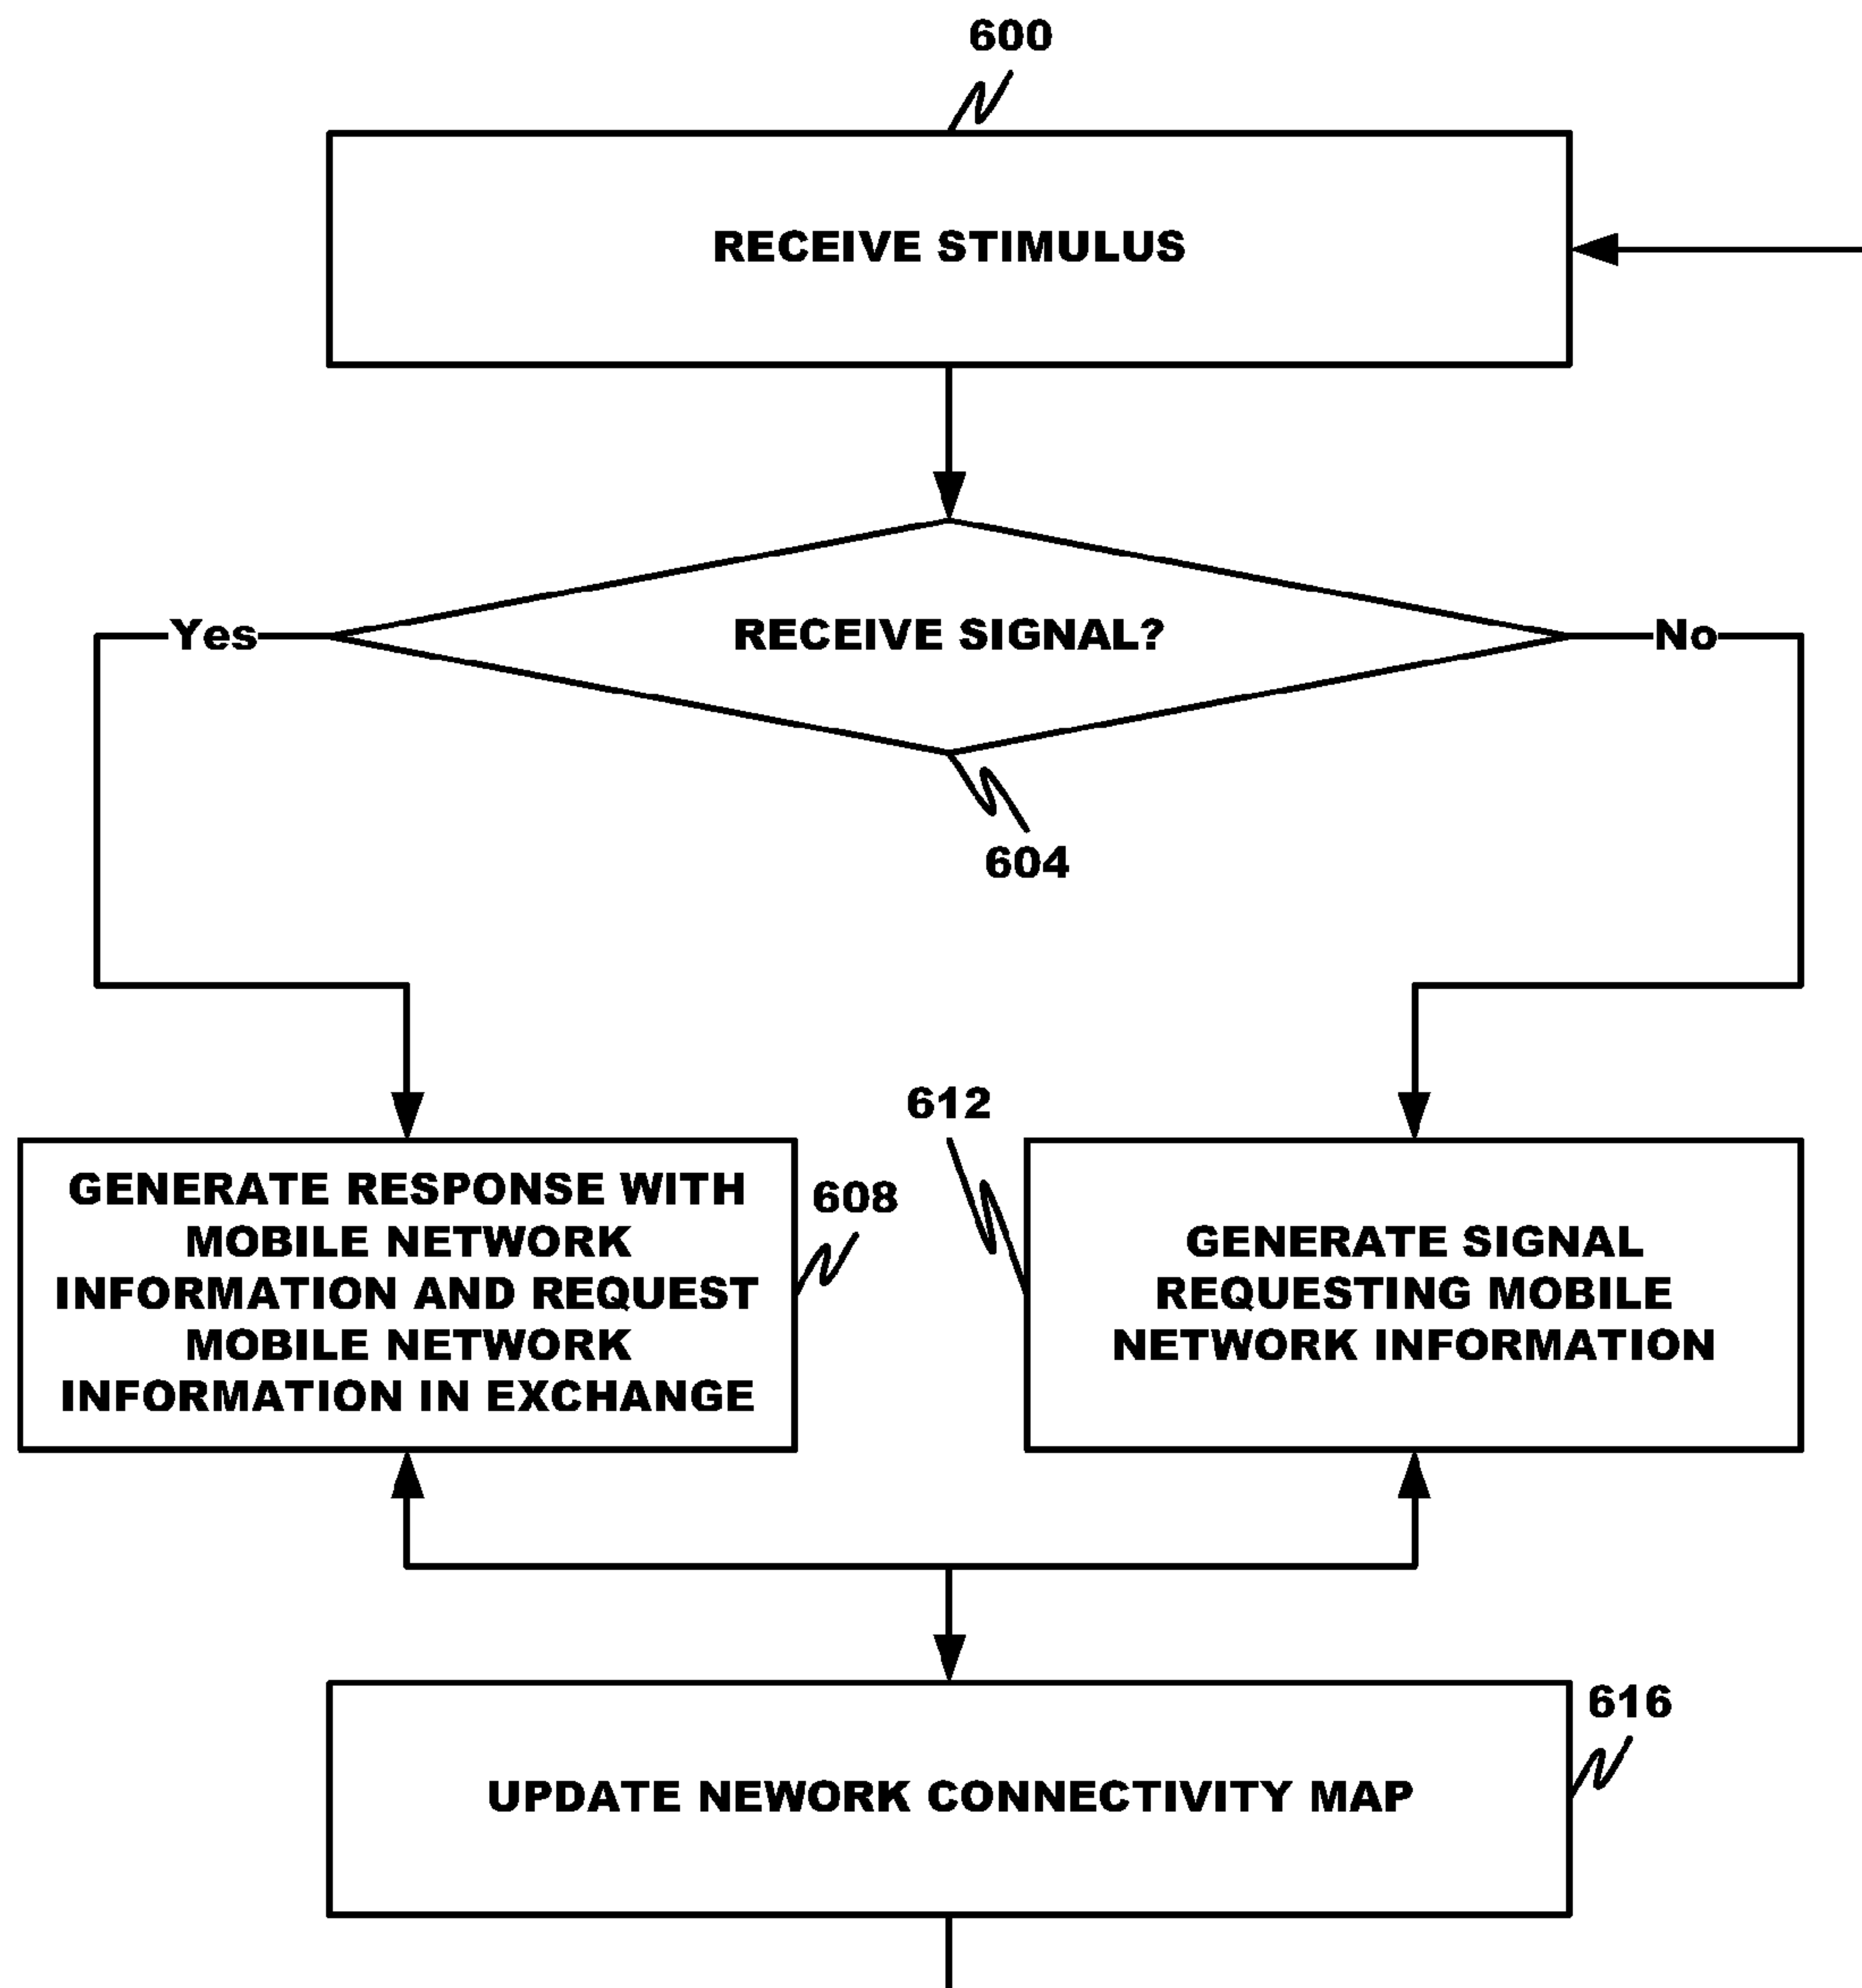 600
RECEIVE STIMULUS
Yes
RECEIVE SIGNAL?
No
604
612
608
GENERATE RESPONSE WITH
MOBILE NETWORK
INFORMATION AND REQUEST
MOBILE NETWORK
INFORMATION IN EXCHANGE
GENERATE SIGNAL
REQUESTING MOBILE
NETWORK INFORMATION
616
UPDATE NEWORK CONNECTIVITY MAP